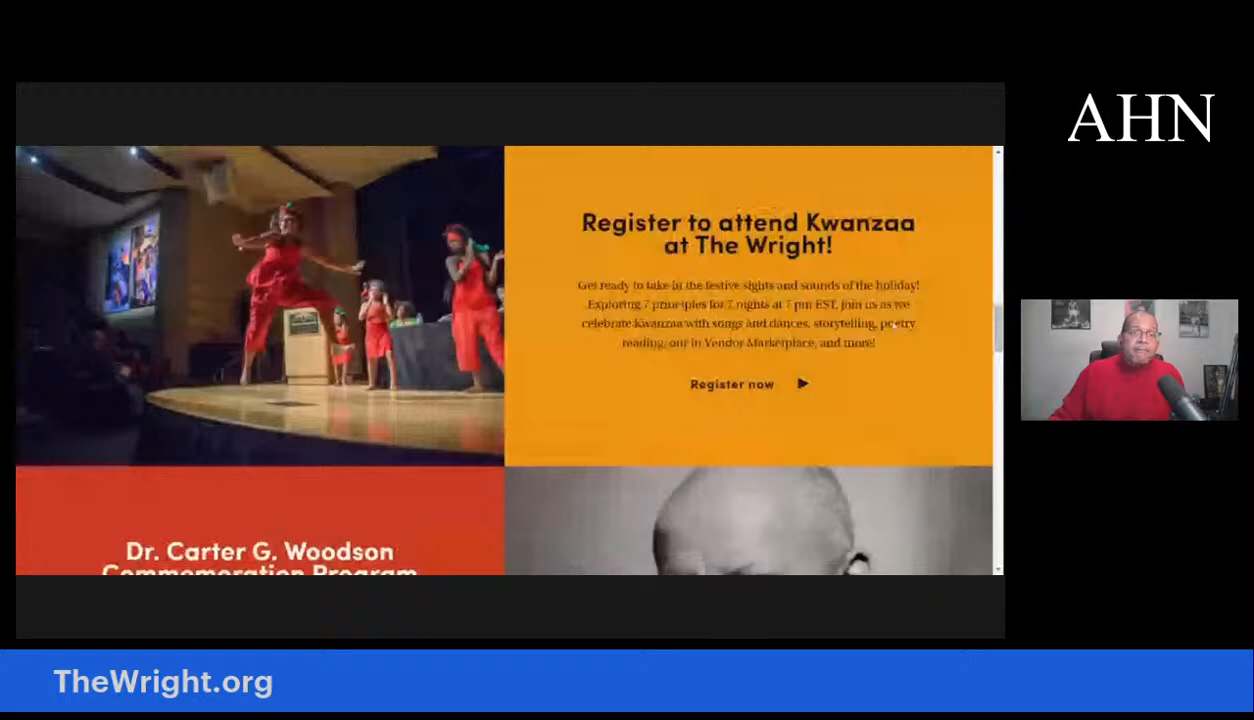 AHN
Register to attend Kwanzaa
at The Wright!
Get ready to take in the festive sights and sounds of the holiday!
Exploring 7 principles for 7 nights at 7 pm EST, join us as we
celebrate Kwanzaa with songs and dances, storytelling, poetry
reading, our in Vendor Marketplace, and more!
Register now
Dr. Carter G. Woodson
Commemoration Program
TheWright.org